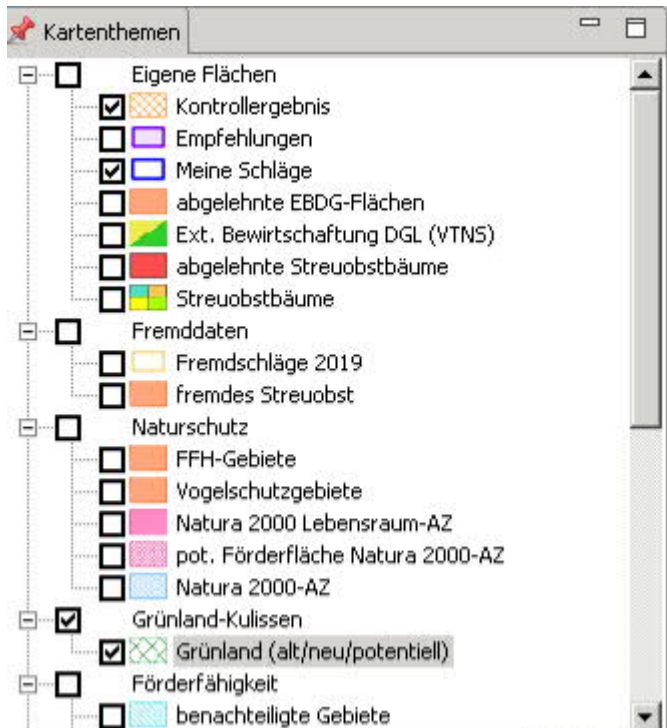 Kartenthemen
Eigene Flächen
Kontrollergebnis
Empfehlungen
Meine Schläge
abgelehnte EBDG-Flächen
Ext. Bewirtschaftung DGL (VTNS)
abgelehnte Streuobstbäume
Streuobstbäume
Fremddaten
Fremdschläge 2019
fremdes Streuobst
Naturschutz
FFH-Gebiete
Vogelschutzgebiete
Natura 2000 Lebensraum-AZ
pot. Förderfläche Natura 2000-AZ
Natura 2000-AZ
Grünland-Kulissen
Grünland (alt/neu/potentiell)
Förderfähigkeit
benachteiligte Gebiete